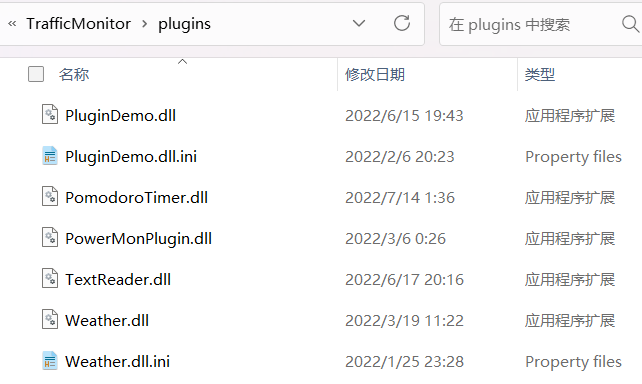 « TrafficMonitor › plugins 在 plugins 中搜索
名称 修改日期 类型
PluginDemo.dll 2022/6/15 19:43 应用程序扩展
PluginDemo.dll.ini 2022/2/6 20:23 Property files
PomodoroTimer.dll 2022/7/14 1:36 应用程序扩展
PowerMonPlugin.dll 2022/3/6 0:26 应用程序扩展
TextReader.dll 2022/6/17 20:16 应用程序扩展
Weather.dll 2022/3/19 11:22 应用程序扩展
Weather.dll.ini 2022/1/25 23:28 Property files